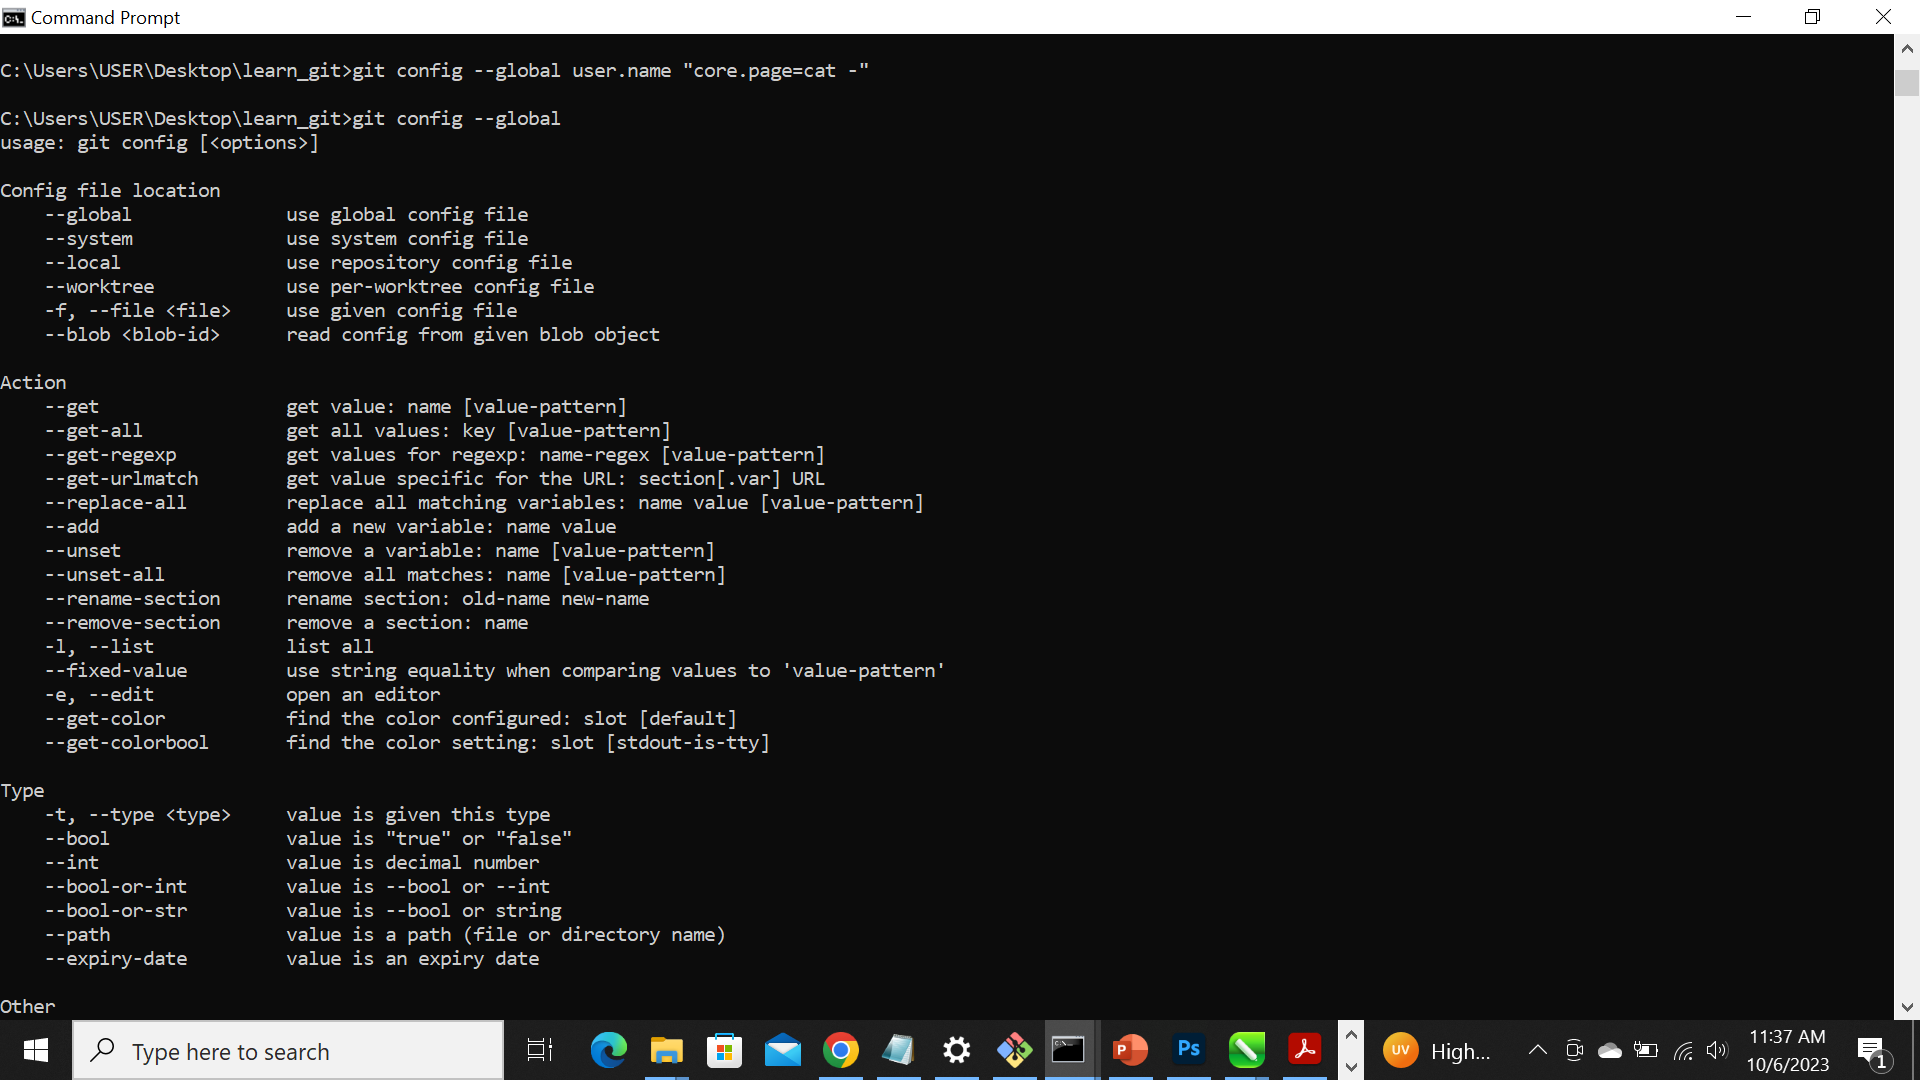 Command Prompt
C:\Users\USER\Desktop\learn_git>git config --global user.name "core.page=cat -"
C:\Users\USER\Desktop\learn_git>git config --global
usage: git config [<options>]
Config file location
--global use global config file
--system use system config file
--local use repository config file
--worktree use per-worktree config file
-f, --file <file> use given config file
--blob <blob-id> read config from given blob object
Action
--get get value: name [value-pattern]
--get-all get all values: key [value-pattern]
--get-regexp get values for regexp: name-regex [value-pattern]
--get-urlmatch get value specific for the URL: section[.var] URL
--replace-all replace all matching variables: name value [value-pattern]
--add add a new variable: name value
--unset remove a variable: name [value-pattern]
--unset-all remove all matches: name [value-pattern]
--rename-section rename section: old-name new-name
--remove-section remove a section: name
-l, --list list all
--fixed-value use string equality when comparing values to 'value-pattern'
-e, --edit open an editor
--get-color find the color configured: slot [default]
--get-colorbool find the color setting: slot [stdout-is-tty]
Type
-t, --type <type> value is given this type
--bool value is "true" or "false"
--int value is decimal number
--bool-or-int value is --bool or --int
--bool-or-str value is --bool or string
--path value is a path (file or directory name)
--expiry-date value is an expiry date
Other
Type here to search
P
Ps
UV
High...
11:37 AM
10/6/2023
1